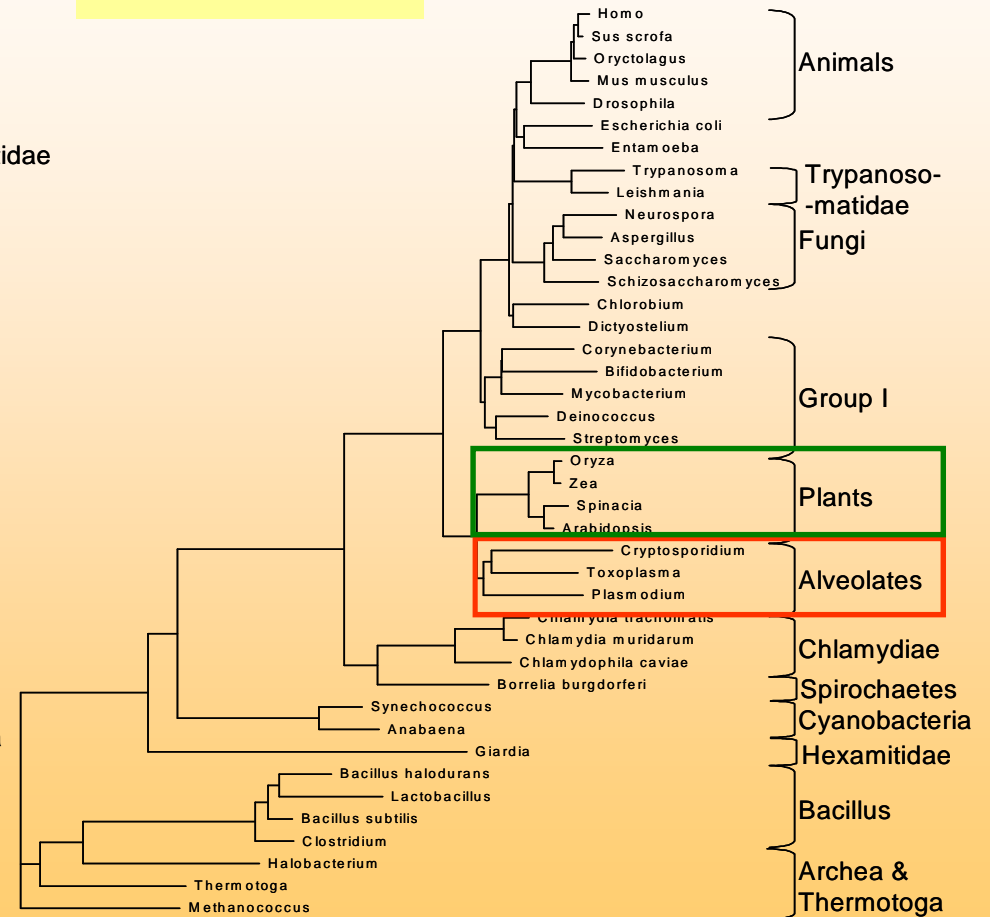 Homo
Sus scrofa
Oryctolagus
Mus musculus
Drosophila
Animals
Escherichia coli
Entamoeba
tidae
Trypanosoma
Leishmania
Trypanoso-
-matidae
Neurospora
Aspergillus
Saccharomyces
Schizosaccharomyces
Fungi
Chlorobium
Dictyostelium
Corynebacterium
Bifidobacterium
Mycobacterium
Deinococcus
Streptomyces
Group I
Oryza
Zea
Spinacia
Arabidopsis
Plants
Cryptosporidium
Toxoplasma
Plasmodium
Alveolates
Chlamydia trachomatis
Chlamydia muridarum
Chlamydophila caviae
Chlamydiae
Borrelia burgdorferi
Spirochaetes
Synechococcus
Anabaena
Cyanobacteria
Giardia
Hexamitidae
Bacillus halodurans
Lactobacillus
Bacillus subtilis
Clostridium
Bacillus
Halobacterium
Thermotoga
Methanococcus
Archea &
Thermotoga